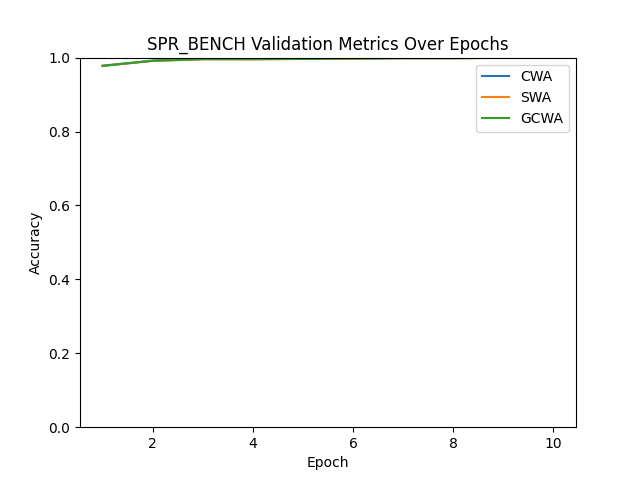 SPR_BENCH Validation Metrics Over Epochs
1.0
0.8
0.6
0.4
0.2
0.0
Accuracy
CWA
SWA
GCWA
2
4
6
8
10
Epoch